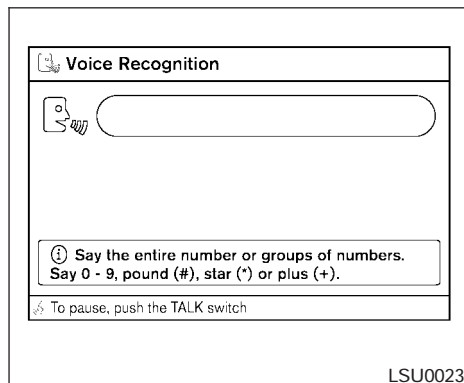 Voice Recognition
ⓘ Say the entire number or groups of numbers.
Say 0 - 9, pound (#), star (*) or plus (+).
To pause, push the TALK switch
LSU0023